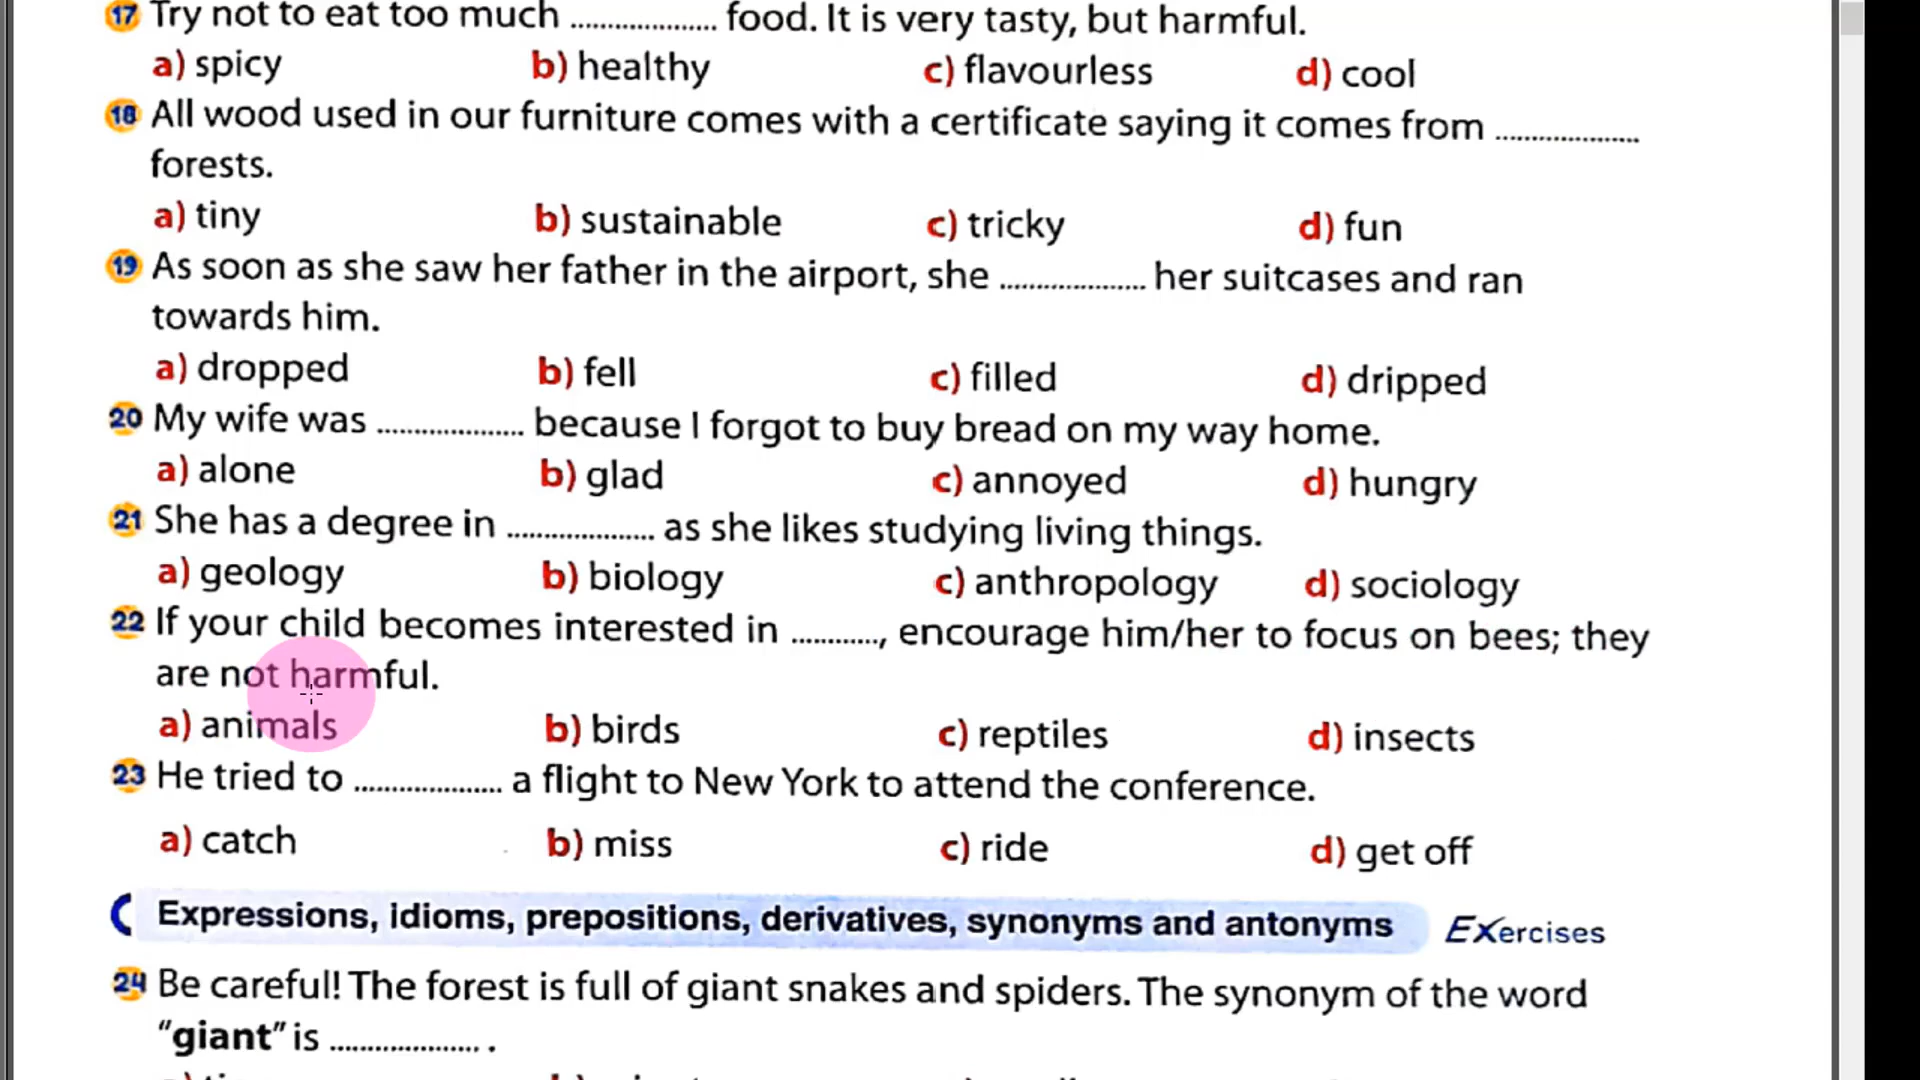 17 Try not to eat too much .................... food. It is very tasty, but harmful.
a) spicy b) healthy c) flavourless d) cool
18 All wood used in our furniture comes with a certificate saying it comes from ....................
forests.
a) tiny b) sustainable c) tricky d) fun
19 As soon as she saw her father in the airport, she .................... her suitcases and ran
towards him.
a) dropped b) fell c) filled d) dripped
20 My wife was .................... because I forgot to buy bread on my way home.
a) alone b) glad c) annoyed d) hungry
21 She has a degree in .................... as she likes studying living things.
a) geology b) biology c) anthropology d) sociology
22 If your child becomes interested in ............, encourage him/her to focus on bees; they
are not harmful.
a) animals b) birds c) reptiles d) insects
23 He tried to .................... a flight to New York to attend the conference.
a) catch b) miss c) ride d) get off
Expressions, idioms, prepositions, derivatives, synonyms and antonyms Exercises
24 Be careful! The forest is full of giant snakes and spiders. The synonym of the word
"giant" is .................... .